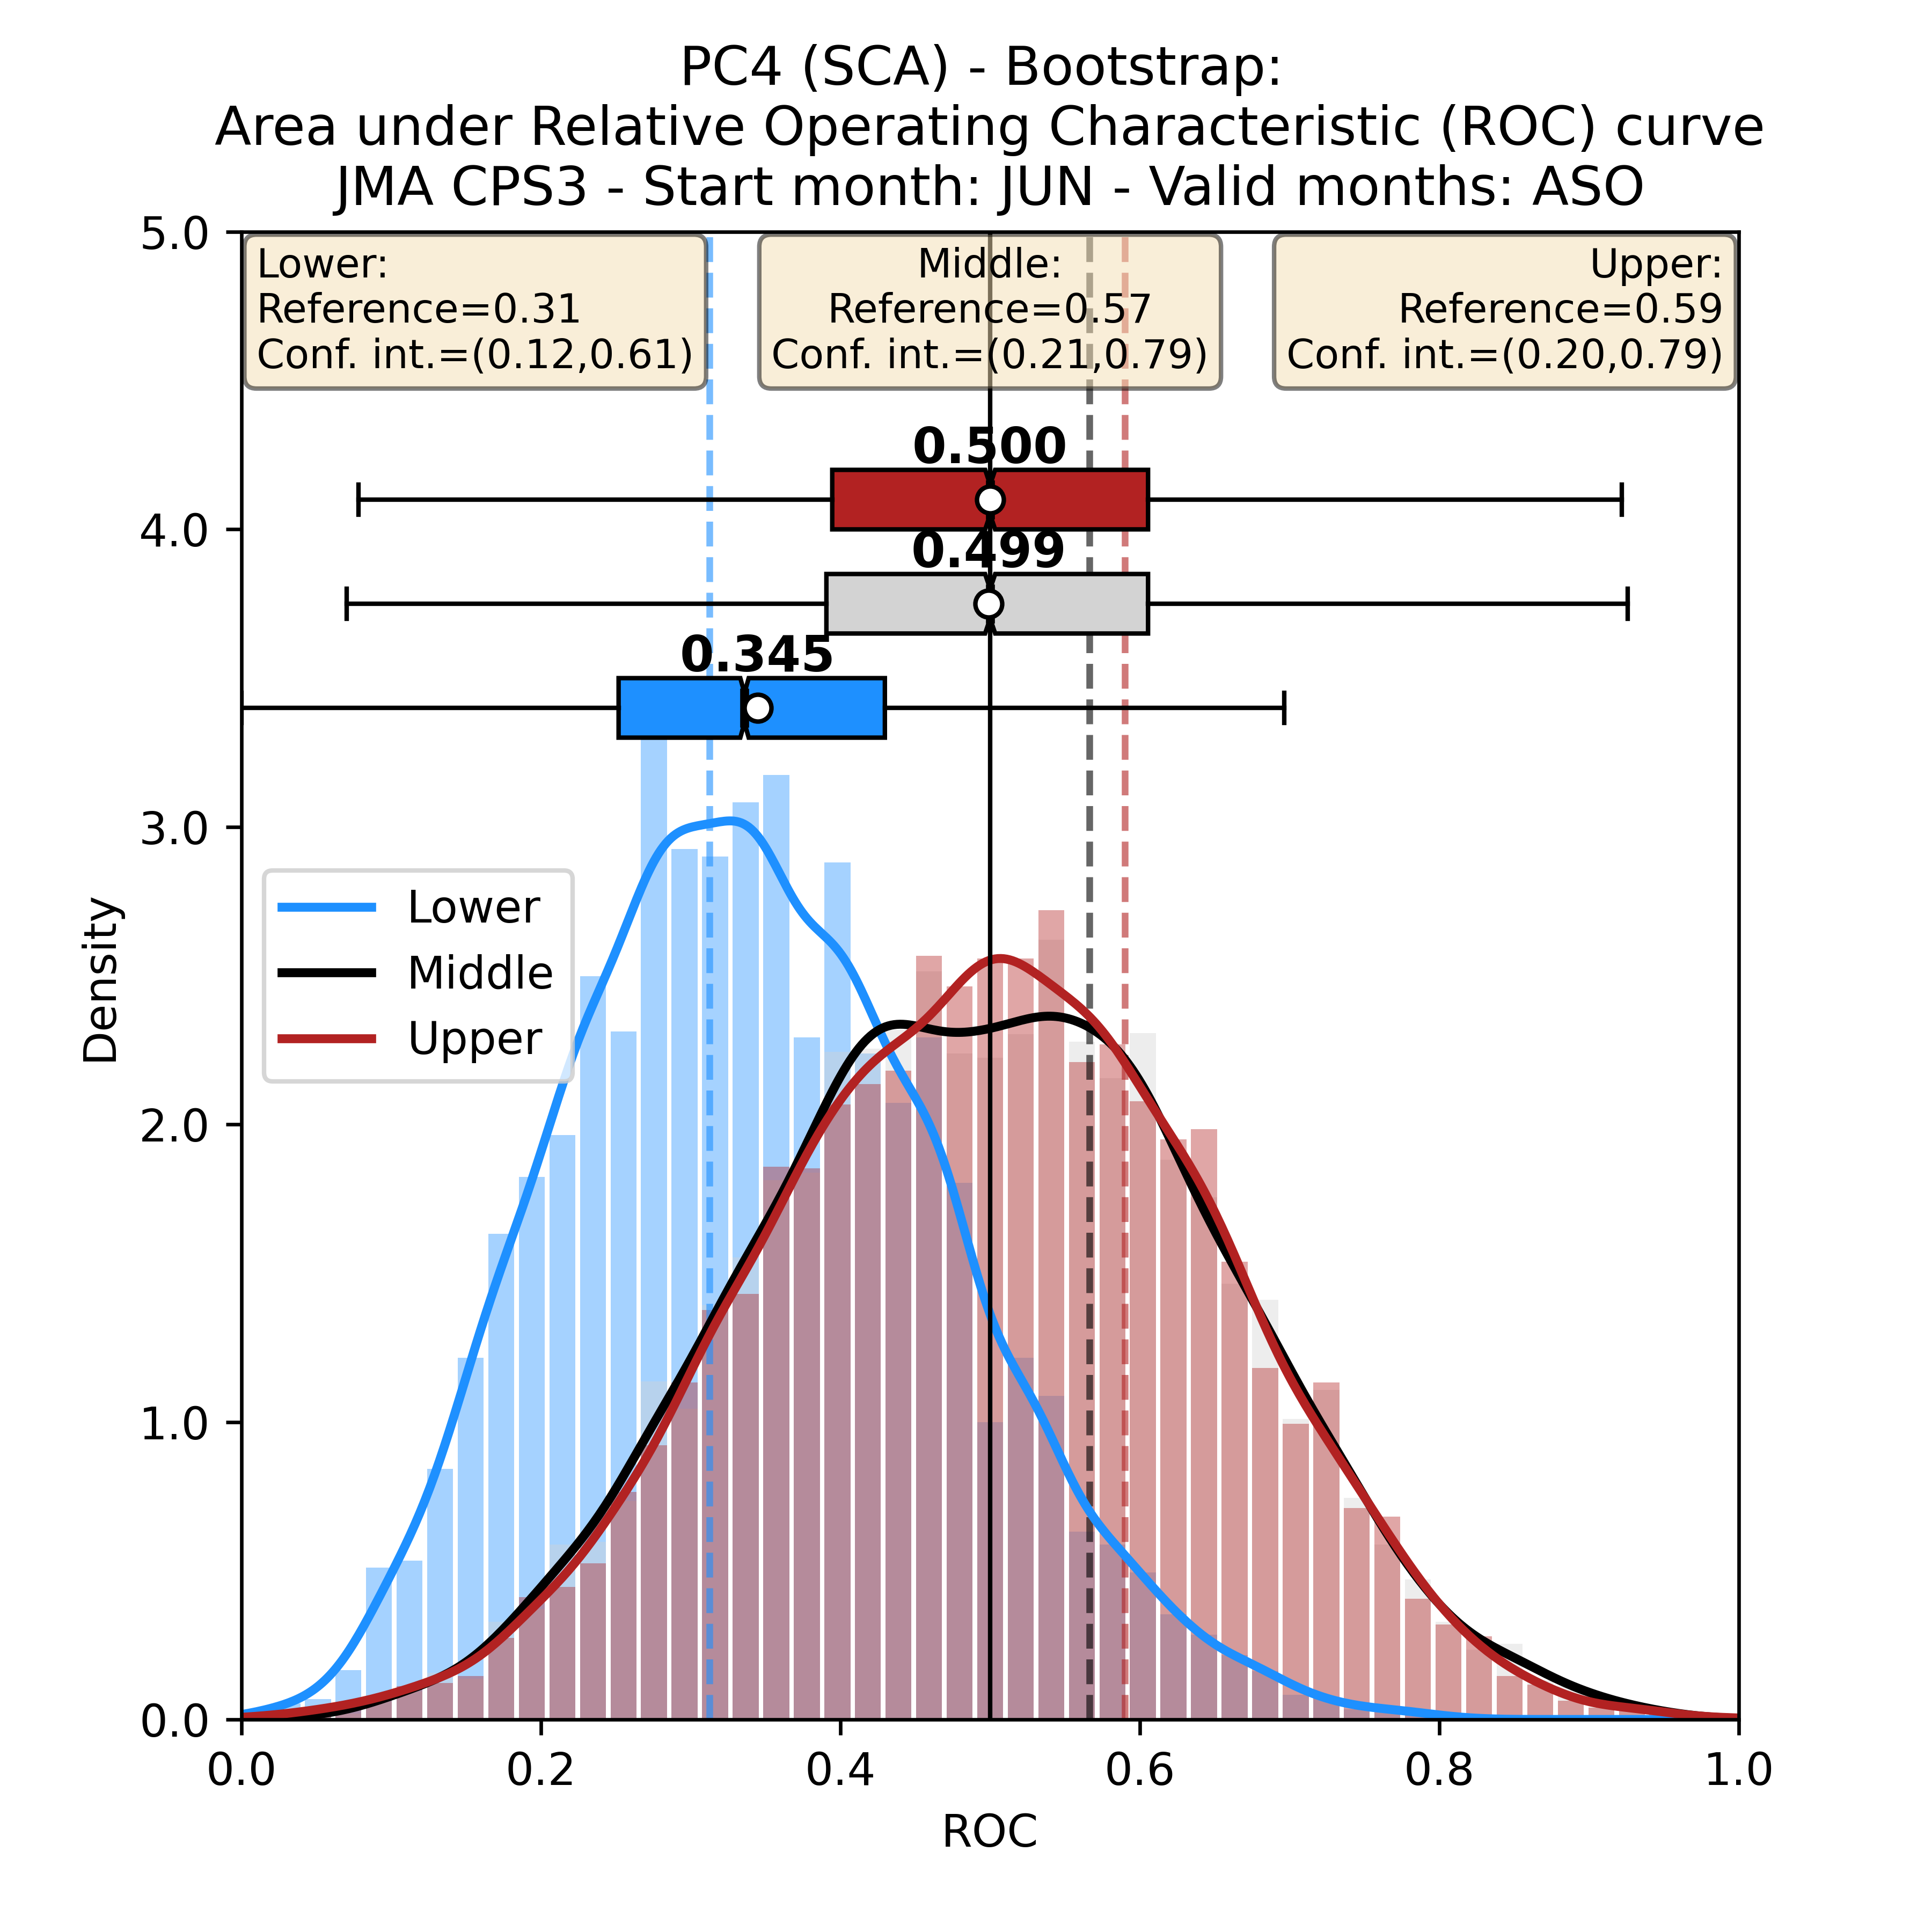 PC4 (SCA) - Bootstrap:
Area under Relative Operating Characteristic (ROC) curve
JMA CPS3 - Start month: JUN - Valid months: ASO
Lower:
Reference=0.31
Conf. int.=(0.12,0.61)
Middle:
Reference=0.57
Conf. int.=(0.21,0.79)
Upper:
Reference=0.59
Conf. int.=(0.20,0.79)
0.500
0.499
0.345
Lower
Middle
Upper
Density
5.0
4.0
3.0
2.0
1.0
0.0
0.0 0.2 0.4 0.6 0.8 1.0
ROC